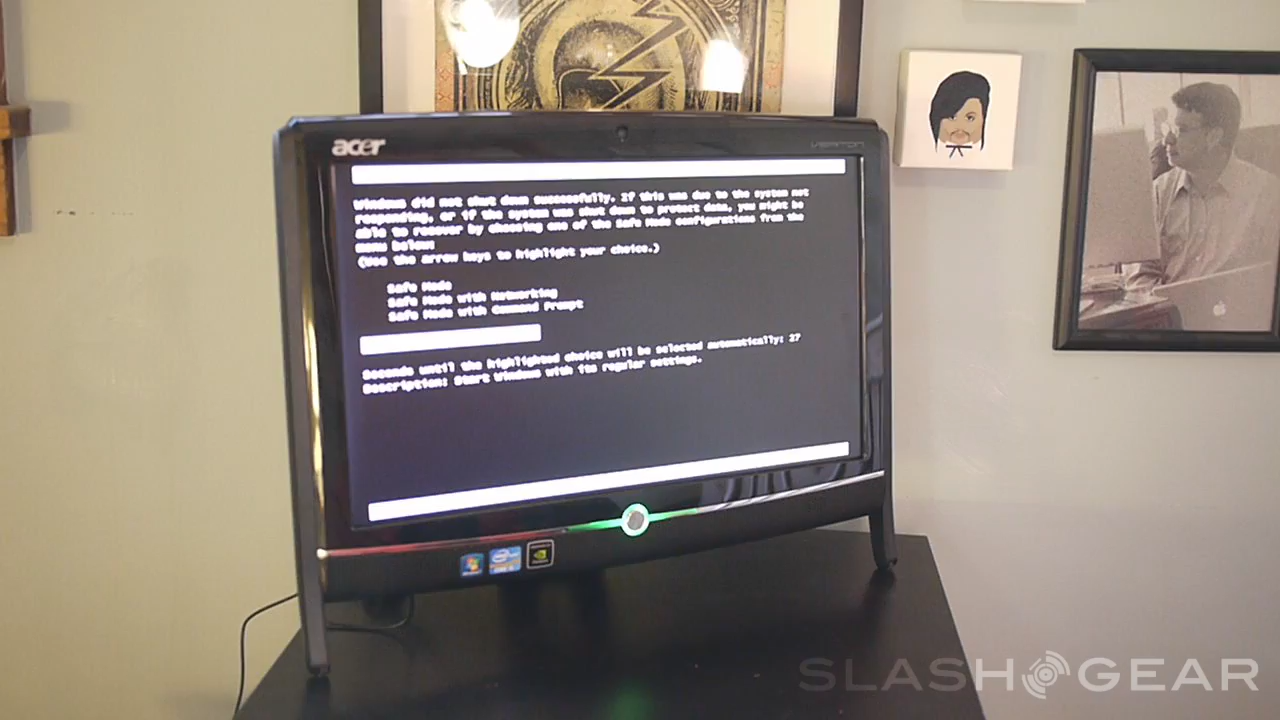 acer
VERITON
Windows did not shut down successfully. If this was due to the system not
responding, or if the system was shut down to protect data, you might be
able to recover by choosing one of the Safe Mode configurations from the
menu below:
(Use the arrow keys to highlight your choice.)
Safe Mode
Safe Mode with Networking
Safe Mode with Command Prompt
Seconds until the highlighted choice will be selected automatically: 27
Description: Start Windows with its regular settings.
SLASHGEAR